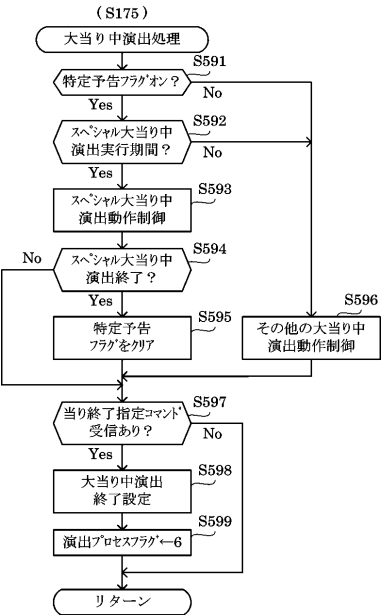 (S175)
大当り中演出処理
S591
特定予告ﾌﾗｸﾞｵﾝ？
Yes
No
S592
ｽﾍﾟｼｬﾙ大当り中
演出実行期間？
Yes
No
S593
ｽﾍﾟｼｬﾙ大当り中
演出動作制御
S594
ｽﾍﾟｼｬﾙ大当り中
演出終了？
No
Yes
S595
特定予告
ﾌﾗｸﾞをｸﾘｱ
S596
その他の大当り中
演出動作制御
S597
当り終了指定ｺﾏﾝﾄﾞ
受信あり？
Yes
No
S598
大当り中演出
終了設定
S599
演出ﾌﾟﾛｾｽﾌﾗｸﾞ←6
リターン